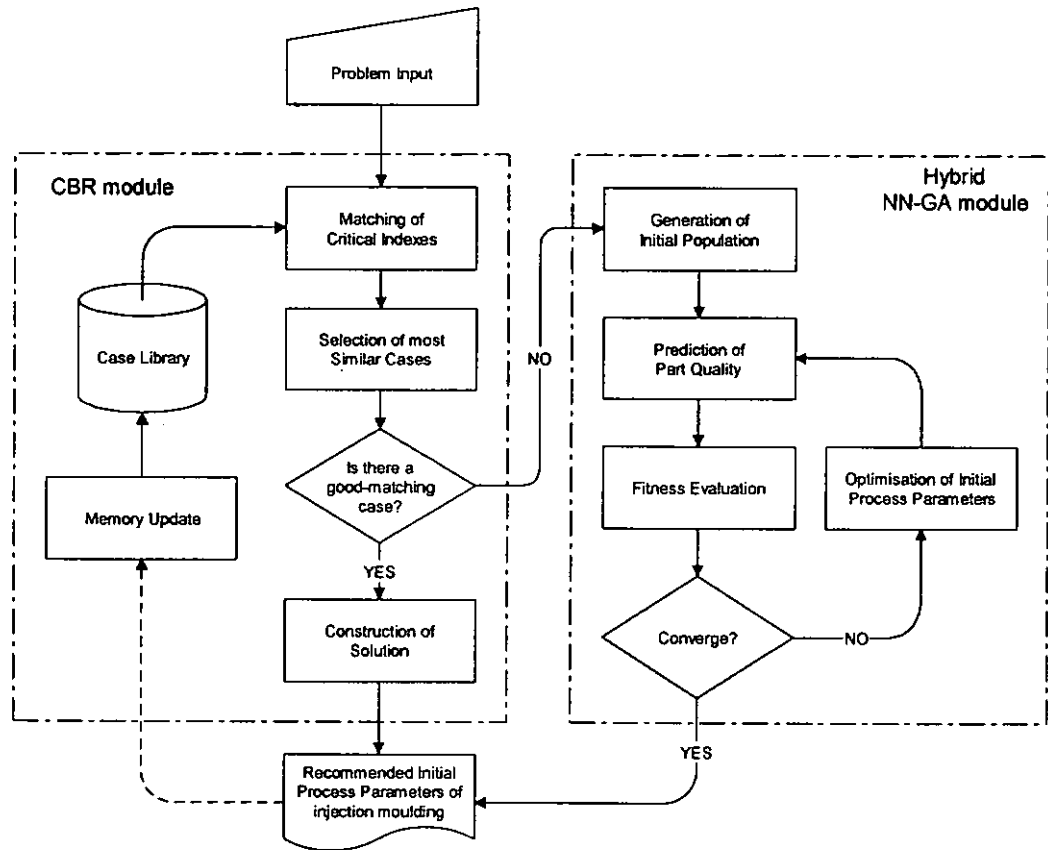 Problem Input
CBR module
Matching of
Critical Indexes
Case Library
Selection of most
Similar Cases
Is there a
good-matching
case?
Memory Update
YES
Construction of
Solution
NO
Hybrid
NN-GA module
Generation of
Initial Population
Prediction of
Part Quality
Fitness Evaluation
Optimisation of Initial
Process Parameters
Converge?
NO
YES
Recommended Initial
Process Parameters of
injection moulding